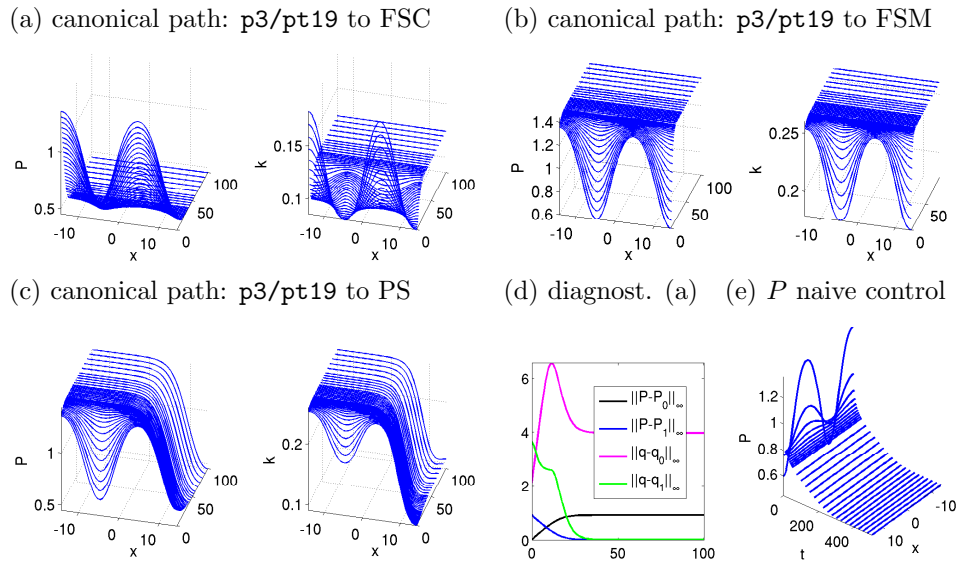 (a) canonical path: p3/pt19 to FSC
(b) canonical path: p3/pt19 to FSM
P
1
0.5
-10
0
10
x
0
50
100
k
0.15
0.1
-10
0
10
x
0
50
100
P
1.4
1.2
1
0.8
0.6
-10
0
10
x
0
50
100
k
0.25
0.2
-10
0
10
x
0
50
100
(c) canonical path: p3/pt19 to PS
(d) diagnost. (a)
(e) P naive control
P
1
0.5
-10
0
10
x
0
50
100
k
0.2
0.1
-10
0
10
x
0
50
100
6
4
2
0
0
50
100
||P-P₀||∞
||P-P₁||∞
||q-q₀||∞
||q-q₁||∞
P
1.2
1
0.8
0.6
0
200
400
t
10
0
-10
x